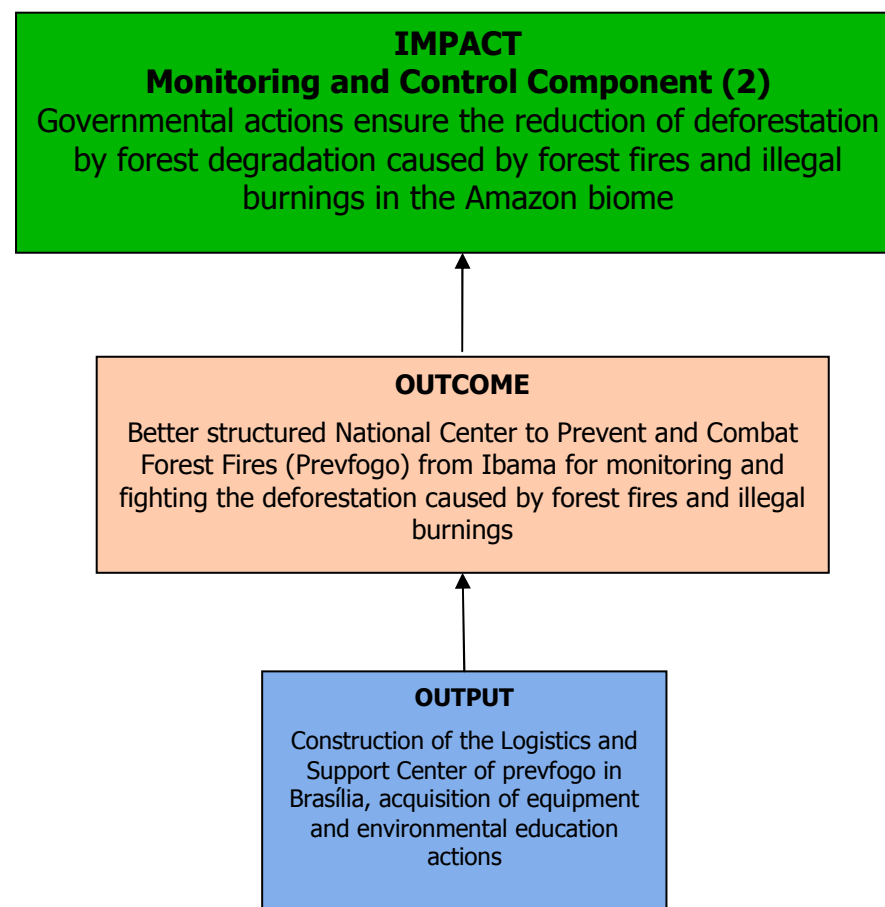 IMPACT
Monitoring and Control Component (2)
Governmental actions ensure the reduction of deforestation
by forest degradation caused by forest fires and illegal
burnings in the Amazon biome
OUTCOME
Better structured National Center to Prevent and Combat
Forest Fires (Prevfogo) from Ibama for monitoring and
fighting the deforestation caused by forest fires and illegal
burnings
OUTPUT
Construction of the Logistics and
Support Center of prevfogo in
Brasília, acquisition of equipment
and environmental education
actions